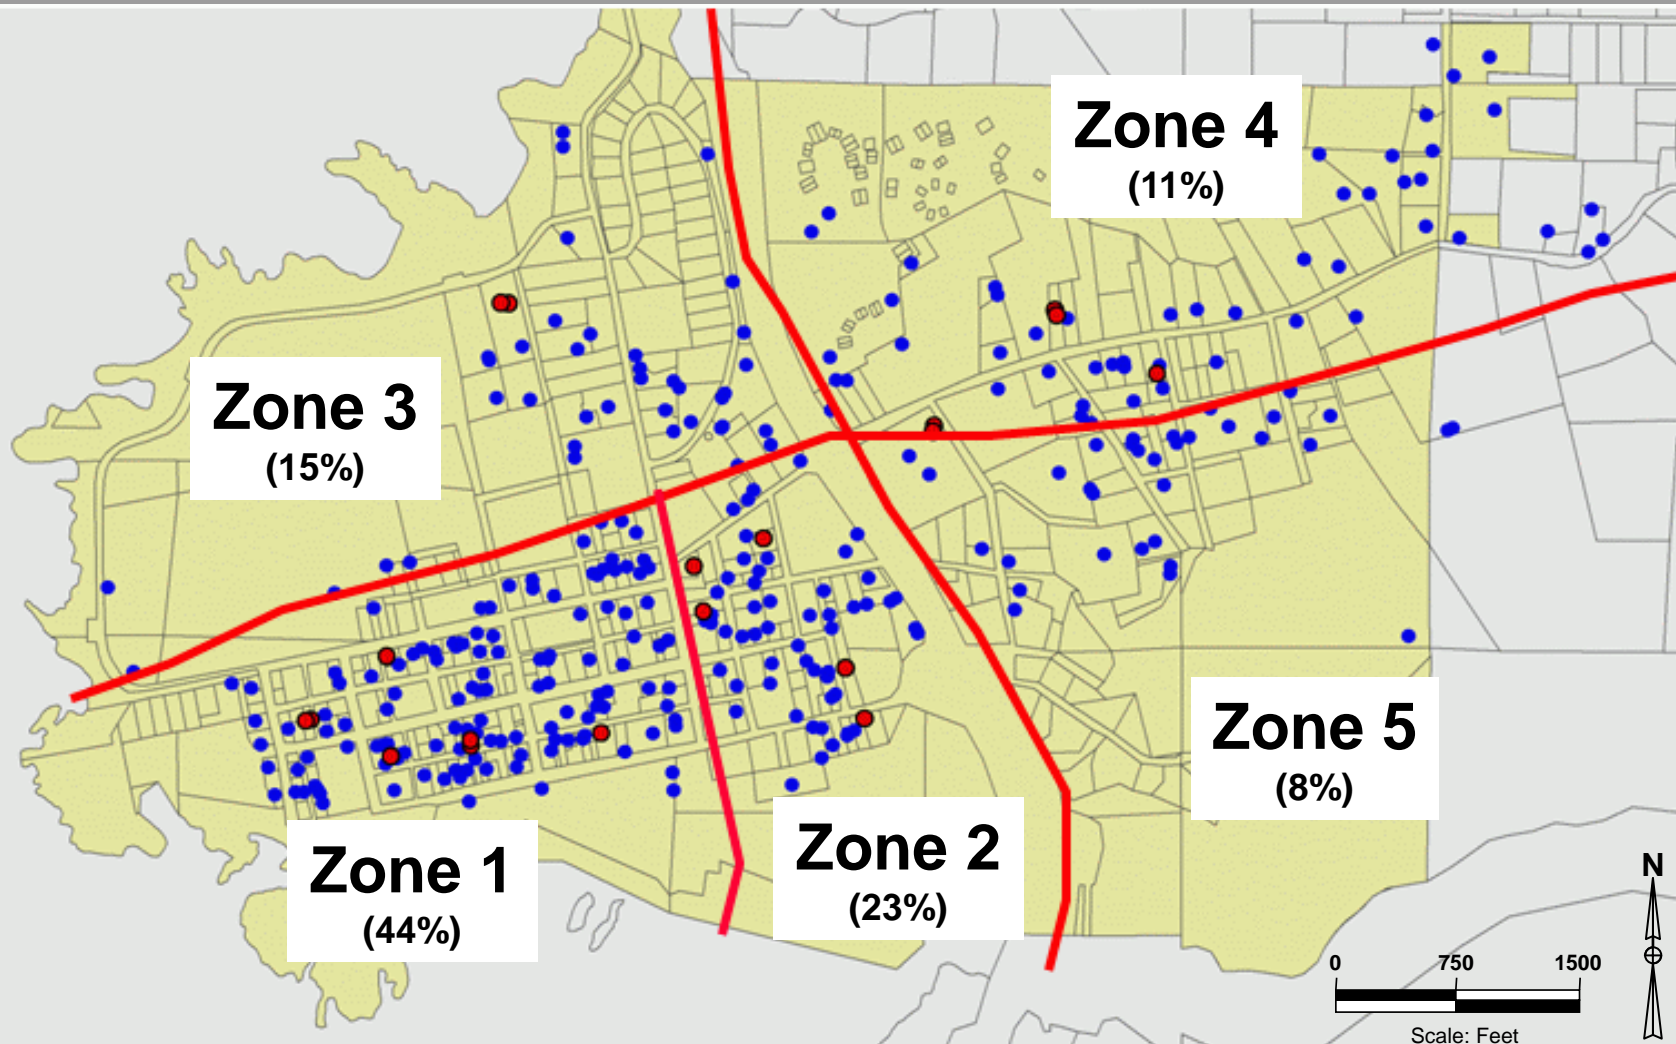 Zone 4
(11%)
Zone 3
(15%)
Zone 5
(8%)
Zone 2
(23%)
Zone 1
(44%)
N
0 750 1500
Scale: Feet